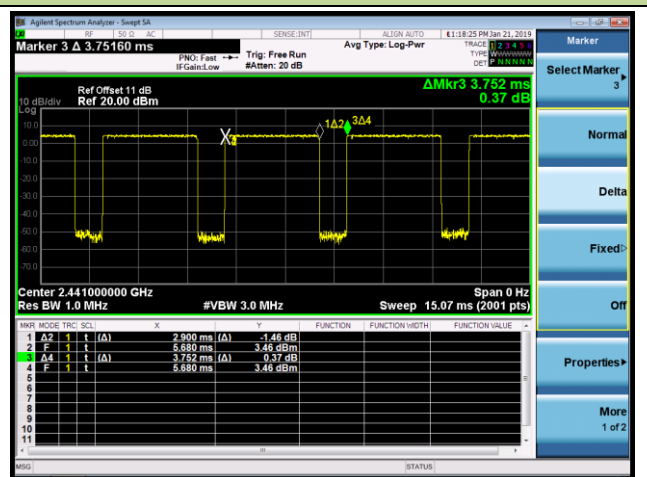 Agilent Spectrum Analyzer - Swept SA
RF 50 Ω AC SENSE:INT ALIGN AUTO 11:18:25 PM Jan 21, 2019
Marker 3 Δ 3.75160 ms
PNO: Fast Trig: Free Run
IFGain:Low #Atten: 20 dB
Avg Type: Log-Pwr
TRACE 1 2 3 4 5 6
TYPE WWWWWW
DET P N N N N N
Ref Offset 11 dB
10 dB/div Ref 20.00 dBm
Log
ΔMkr3 3.752 ms
0.37 dB
10.0
0.00
-10.0
-20.0
-30.0
-40.0
-50.0
-60.0
-70.0
1Δ2 3Δ4
Center 2.441000000 GHz Span 0 Hz
Res BW 1.0 MHz #VBW 3.0 MHz Sweep 15.07 ms (2001 pts)
MKR MODE TRC SCL X Y FUNCTION FUNCTION WIDTH FUNCTION VALUE
1 Δ2 1 t (Δ) 2.900 ms (Δ) -1.46 dB
2 F 1 t 5.680 ms 3.46 dBm
3 Δ4 1 t (Δ) 3.752 ms (Δ) 0.37 dB
4 F 1 t 5.680 ms 3.46 dBm
5
6
7
8
9
10
11
MSG STATUS
Marker
Select Marker
3
Normal
Delta
Fixed
Off
Properties
More
1 of 2